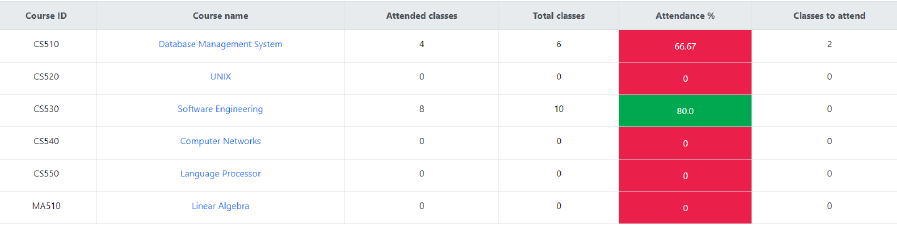 Course ID Course name Attended classes Total classes Attendance % Classes to attend
CS510 Database Management System 4 6 66.67 2
CS520 UNIX 0 0 0 0
CS530 Software Engineering 8 10 80.0 0
CS540 Computer Networks 0 0 0 0
CS550 Language Processor 0 0 0 0
MA510 Linear Algebra 0 0 0 0